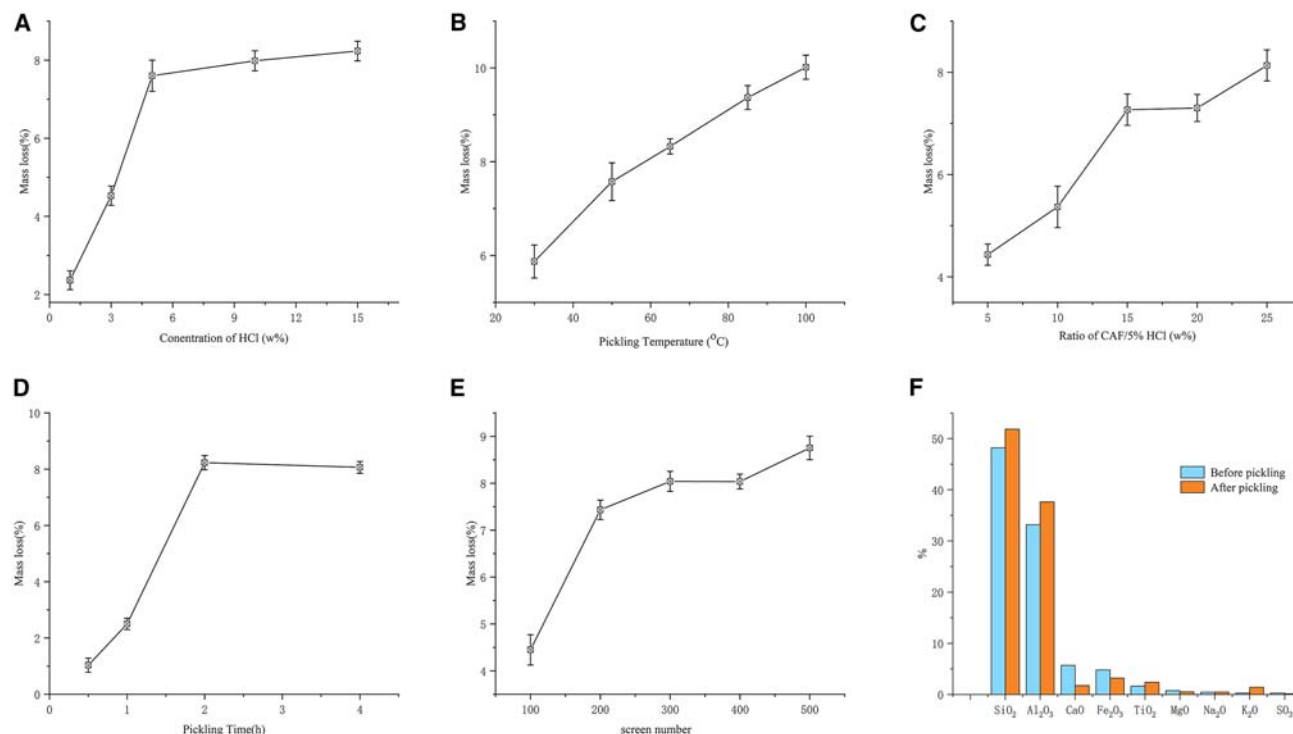 A
Mass loss(%)
8
6
4
2
0 3 6 9 12 15
Conentration of HCl (w%)
B
Mass loss(%)
10
8
6
20 40 60 80 100
Pickling Temperature (°C)
C
Mass loss(%)
8
6
4
5 10 15 20 25
Ratio of CAF/5% HCl (w%)
D
Mass loss(%)
10
8
6
4
2
0
0 1 2 3 4
Pickling Time(h)
E
Mass loss(%)
9
8
7
6
5
4
100 200 300 400 500
screen number
F
%
50
40
30
20
10
0
Before pickling
After pickling
SiO₂ Al₂O₃ CaO Fe₂O₃ TiO₂ MgO Na₂O K₂O SO₃